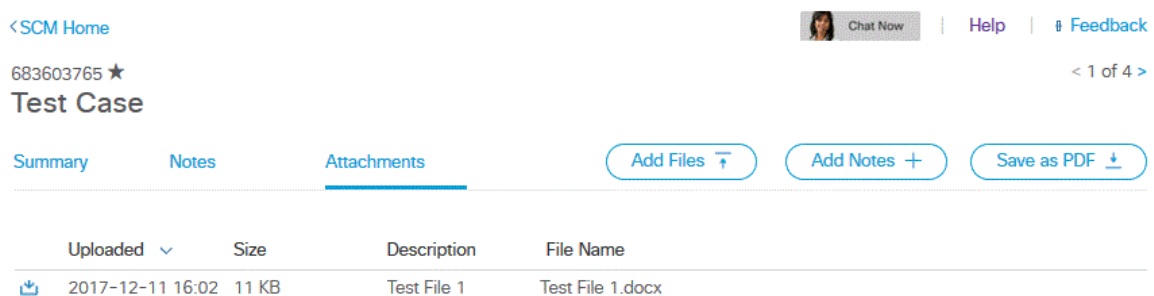 <SCM Home Chat Now | Help | Feedback
683603765 ★ < 1 of 4 >
Test Case
Summary Notes Attachments Add Files Add Notes + Save as PDF
Uploaded Size Description File Name
2017-12-11 16:02 11 KB Test File 1 Test File 1.docx